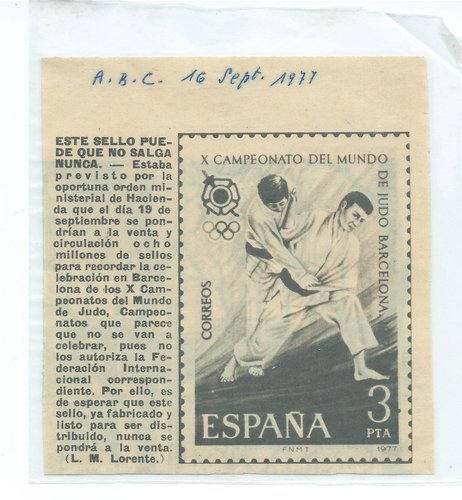 A.B.C. 16 Sept. 1977
ESTE SELLO PUE-
DE QUE NO SALGA
NUNCA. — Estaba
previsto por la
oportuna orden mi-
nisterial de Hacien-
da que el día 19 de
septiembre se pon-
drían a la venta y
circulación ocho
millones de sellos
para recordar la ce-
lebración en Barce-
lona de los X Cam-
peonatos del Mundo
de Judo, Campeo-
natos que parece
que no se van a
celebrar, pues no
los autoriza la Fe-
deración Interna-
cional correspon-
diente. Por ello, es
de esperar que este
sello, ya fabricado y
listo para ser dis-
tribuido, nunca se
pondrá a la venta.
(L. M. Lorente.)
X CAMPEONATO DEL MUNDO
DE JUDO BARCELONA
CORREOS
3
PTA
ESPAÑA
FNMT
1977